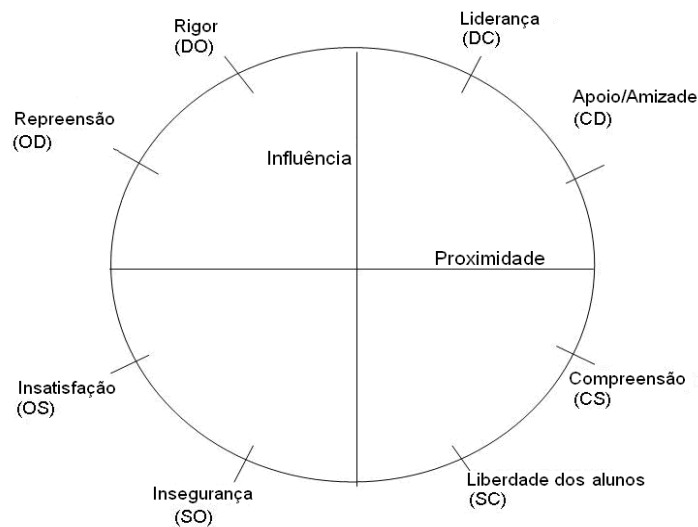 Rigor
(DO)
Liderança
(DC)
Apoio/Amizade
(CD)
Repreensão
(OD)
Influência
Proximidade
Insatisfação
(OS)
Compreensão
(CS)
Insegurança
(SO)
Liberdade dos alunos
(SC)